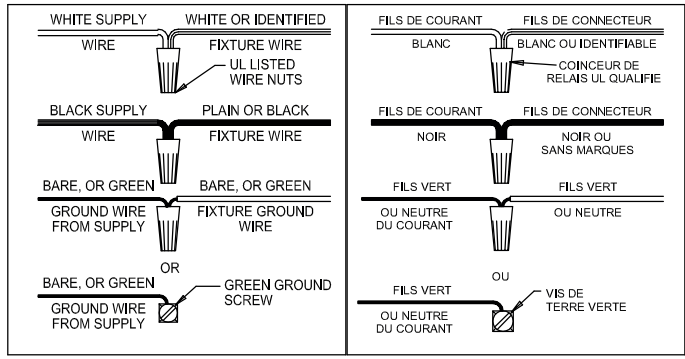 WHITE SUPPLY
WIRE
WHITE OR IDENTIFIED
FIXTURE WIRE
UL LISTED
WIRE NUTS
BLACK SUPPLY
WIRE
PLAIN OR BLACK
FIXTURE WIRE
BARE, OR GREEN
GROUND WIRE
FROM SUPPLY
BARE, OR GREEN
FIXTURE GROUND
WIRE
OR
BARE, OR GREEN
GROUND WIRE
FROM SUPPLY
GREEN GROUND
SCREW
FILS DE COURANT
BLANC
FILS DE CONNECTEUR
BLANC OU IDENTIFIABLE
COINCEUR DE
RELAIS UL QUALIFIE
FILS DE COURANT
NOIR
FILS DE CONNECTEUR
NOIR OU
SANS MARQUES
FILS VERT
OU NEUTRE
DU COURANT
FILS VERT
OU NEUTRE
OU
FILS VERT
OU NEUTRE
DU COURANT
VIS DE
TERRE VERTE